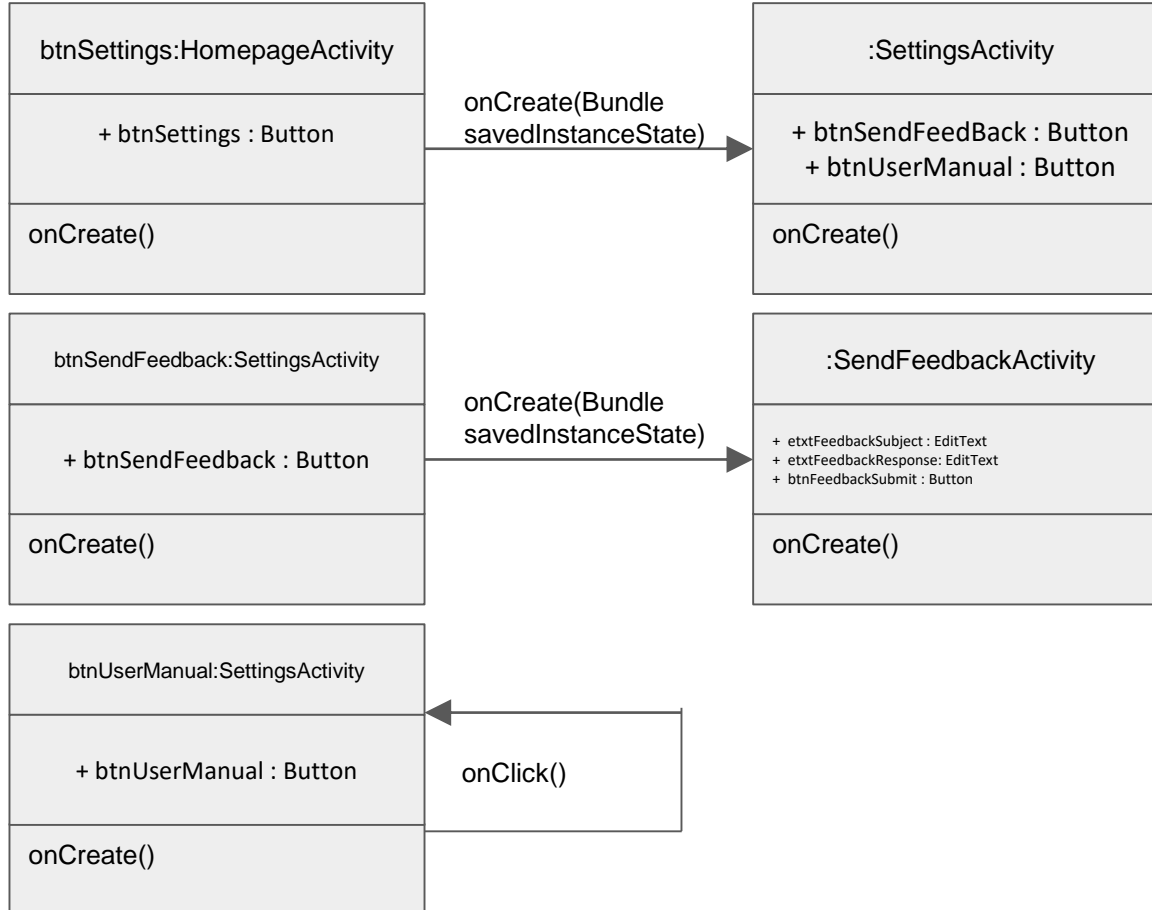 btnSettings:HomepageActivity
+ btnSettings : Button
onCreate()
onCreate(Bundle
savedInstanceState)
:SettingsActivity
+ btnSendFeedBack : Button
+ btnUserManual : Button
onCreate()
btnSendFeedback:SettingsActivity
+ btnSendFeedback : Button
onCreate()
onCreate(Bundle
savedInstanceState)
:SendFeedbackActivity
+ etxtFeedbackSubject : EditText
+ etxtFeedbackResponse: EditText
+ btnFeedbackSubmit : Button
onCreate()
btnUserManual:SettingsActivity
+ btnUserManual : Button
onCreate()
onClick()